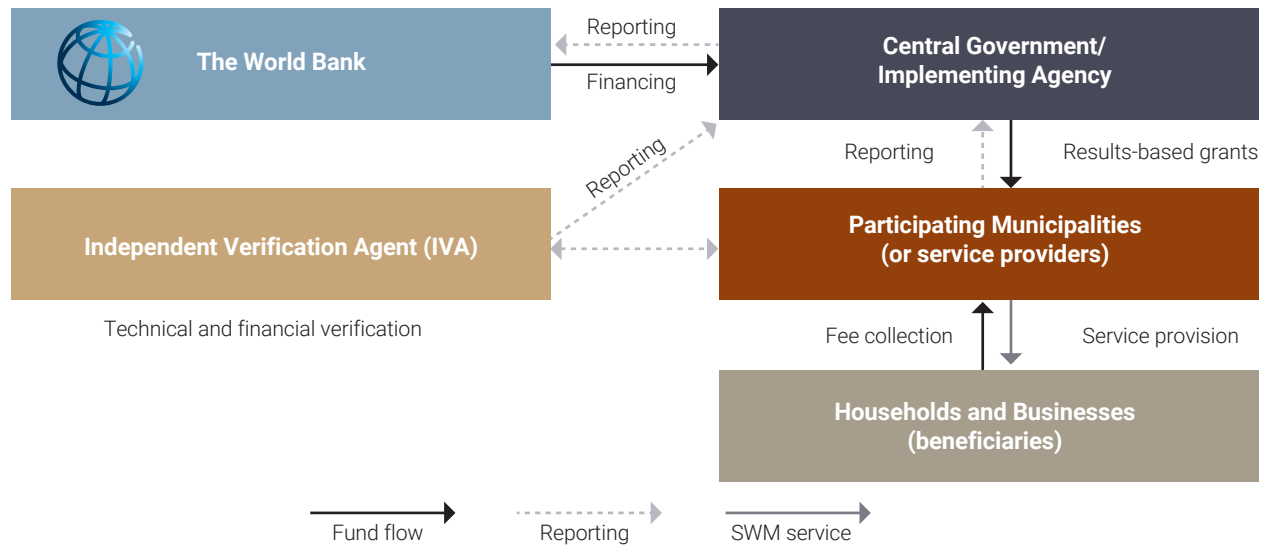 Reporting
The World Bank
Financing
Central Government/
Implementing Agency
Reporting
Reporting
Results-based grants
Independent Verification Agent (IVA)
Participating Municipalities
(or service providers)
Technical and financial verification
Fee collection
Service provision
Households and Businesses
(beneficiaries)
Fund flow
Reporting
SWM service